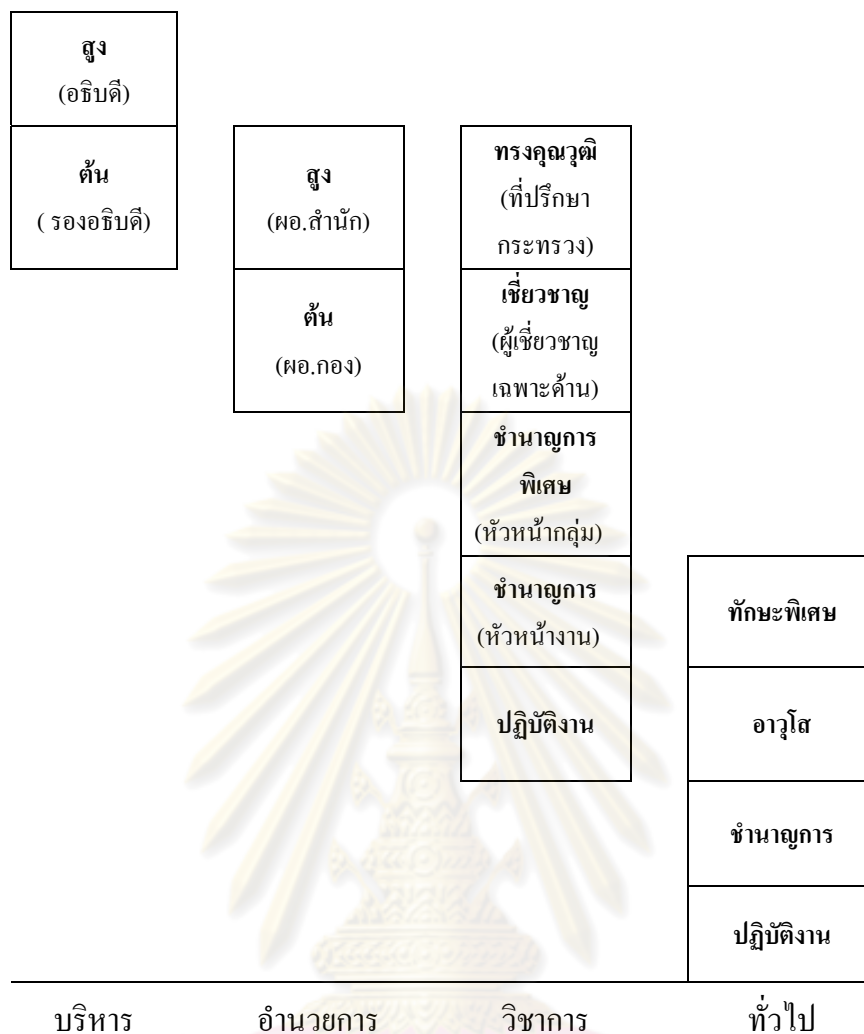 สูง
(อธิบดี)
ต้น
( รองอธิบดี)
สูง
(ผอ.สำนัก)
ต้น
(ผอ.กอง)
ทรงคุณวุฒิ
(ที่ปรึกษา
กระทรวง)
เชี่ยวชาญ
(ผู้เชี่ยวชาญ
เฉพาะด้าน)
ชำนาญการ
พิเศษ
(หัวหน้ากลุ่ม)
ชำนาญการ
(หัวหน้างาน)
ปฏิบัติงาน
ทักษะพิเศษ
อาวุโส
ชำนาญการ
ปฏิบัติงาน
บริหาร
อำนวยการ
วิชาการ
ทั่วไป